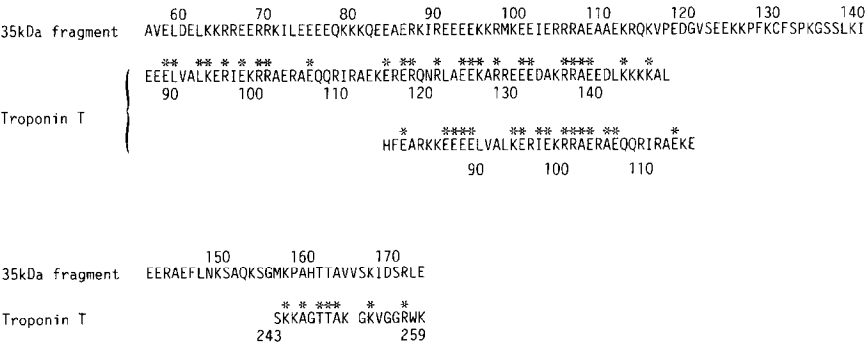 60 70 80 90 100 110 120 130 140
35kDa fragment AVELDELKKRREERRKILEEEEQKKKQEEAERKIREEEEKKRMKEEIERRRAEAAEKRQKVPEDGVSEEKKPFKCFSPKGSSLKI
** ** * * ** * * ** * *** * ** **** * *
EEELVALKERIEKRRAERAEQQRIRAEKERERQNRLAEEKARREEEDAKRRAEEDLKKKKAL
90 100 110 120 130 140
Troponin T
* **** ** ** **** ** *
HFEARKKEEEELVALKERIEKRRAERAEQQRIRAEKE
90 100 110
150 160 170
35kDa fragment EERAEFLNKSAQKSGMKPAHTTAVVSKIDSRLE
* * *** * *
Troponin T SKKAGTTAK GKVGGRWK
243 259